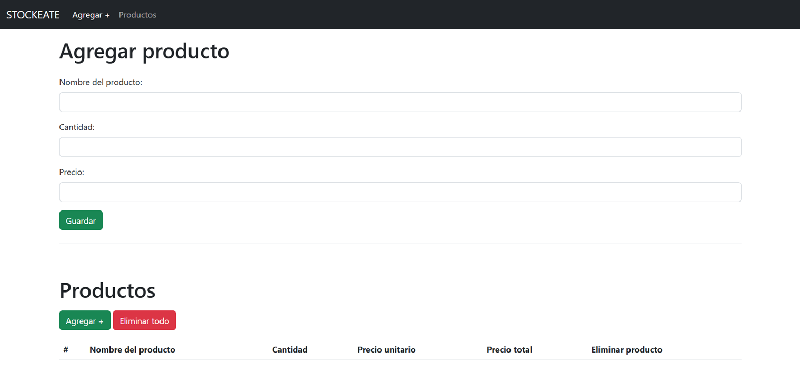 STOCKEATE Agregar + Productos
Agregar producto
Nombre del producto:
Cantidad:
Precio:
Guardar
Productos
Agregar + Eliminar todo
# Nombre del producto Cantidad Precio unitario Precio total Eliminar producto